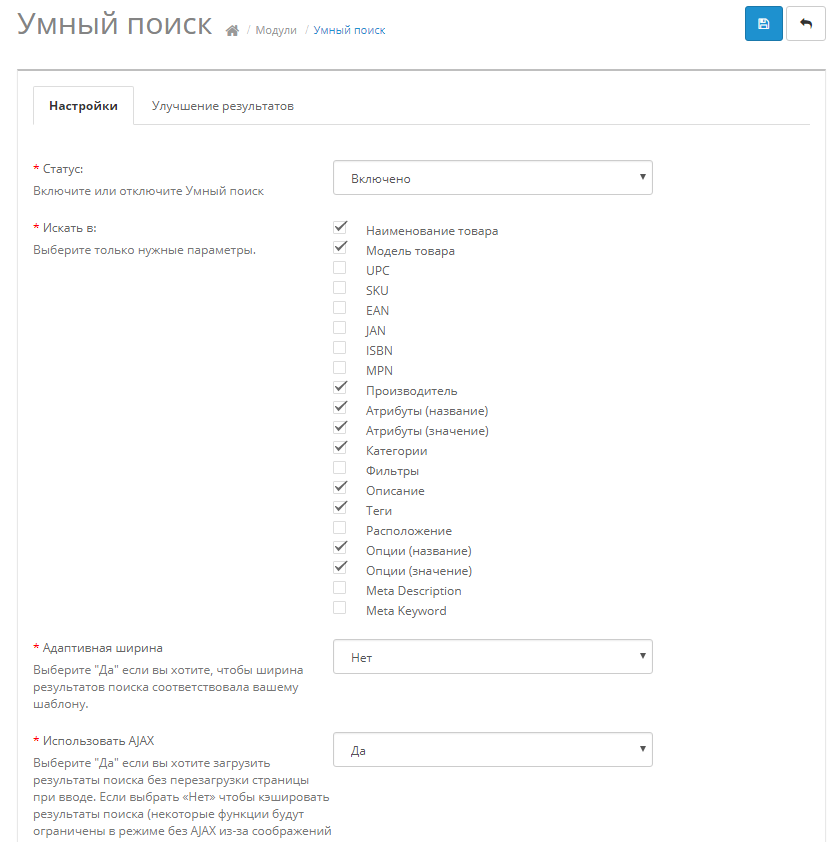 Умный поиск
/ Модули / Умный поиск
Настройки
Улучшение результатов
* Статус:
Включите или отключите Умный поиск
Включено
* Искать в:
Выберите только нужные параметры.
Наименование товара
Модель товара
UPC
SKU
EAN
JAN
ISBN
MPN
Производитель
Атрибуты (название)
Атрибуты (значение)
Категории
Фильтры
Описание
Теги
Расположение
Опции (название)
Опции (значение)
Meta Description
Meta Keyword
* Адаптивная ширина
Выберите "Да" если вы хотите, чтобы ширина
результатов поиска соответствовала вашему
шаблону.
Нет
* Использовать AJAX
Выберите "Да" если вы хотите загрузить
результаты поиска без перезагрузки страницы
при вводе. Если выбрать «Нет» чтобы кэшировать
результаты поиска (некоторые функции будут
ограничены в режиме без AJAX из-за соображений
Да